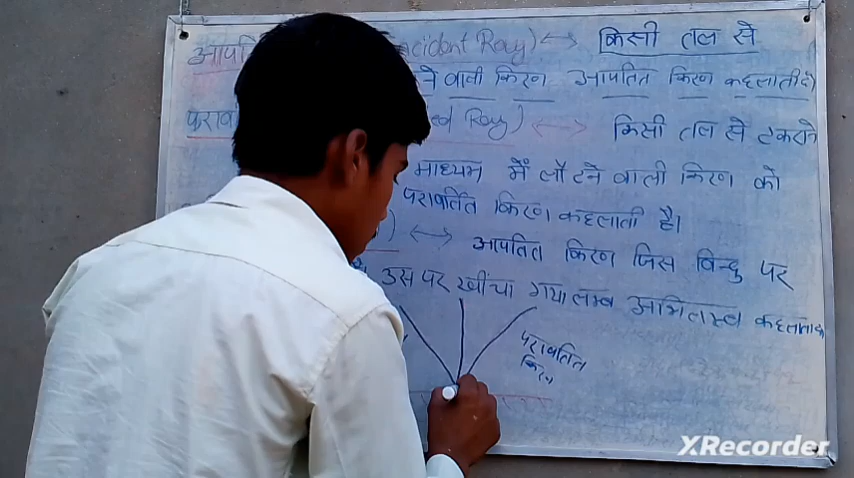 आपति cident Ray) <-> किसी तल से
ने वाली किरण आपतित किरण कहलाती है।
पराव ed Ray) <-> किसी तल से टकराने
माध्यम में लौटने वाली किरण को
परावर्तित किरण कहलाती है।
) <-> आपतित किरण जिस बिन्दु पर
उस पर खींचा गया लम्ब अभिलम्ब कहलाता
परावर्तित
किरण
XRecorder